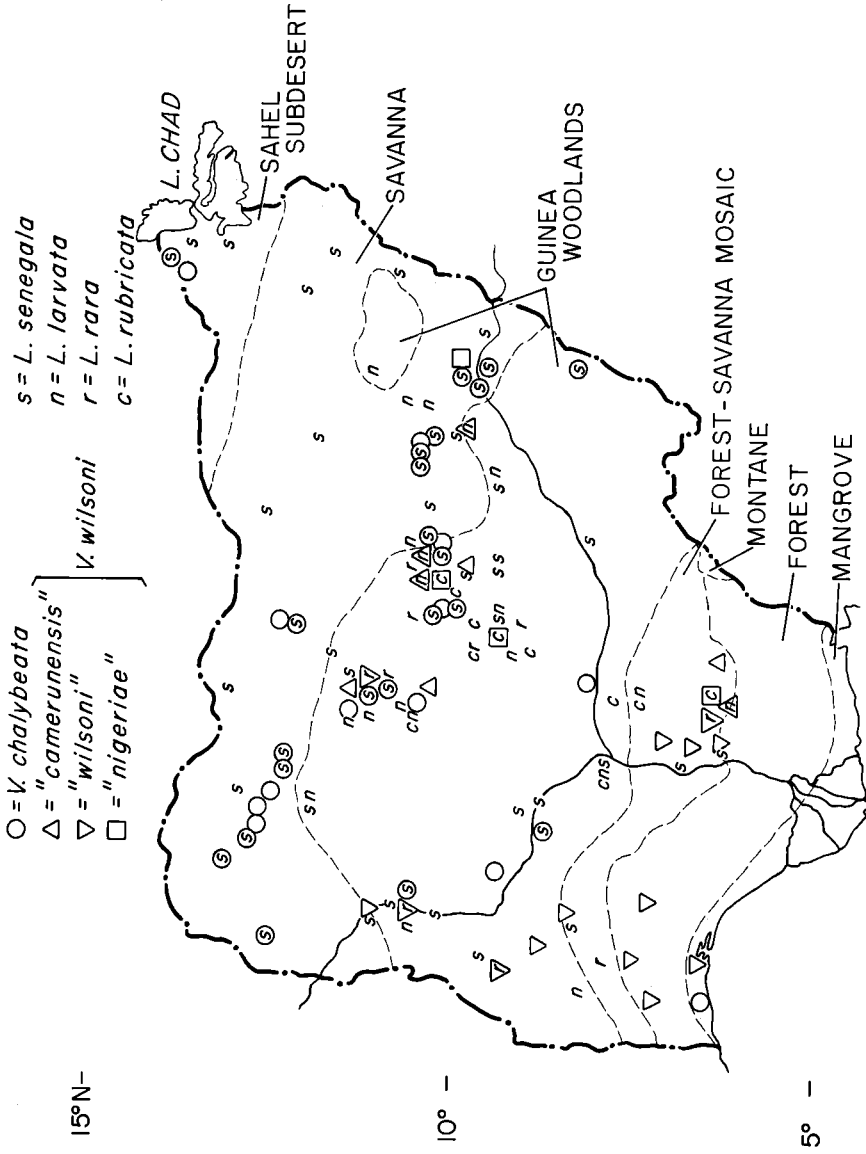 ○ = V. chalybeata
△ = "camerunensis"
▽ = "wilsoni"
□ = "nigeriae"
V. wilsoni
s = L. senegala
n = L. larvata
r = L. rara
c = L. rubricata
L. CHAD
SAHEL
SUBDESERT
SAVANNA
GUINEA
WOODLANDS
FOREST-SAVANNA MOSAIC
MONTANE
FOREST
MANGROVE
15°N–
10° –
5° –